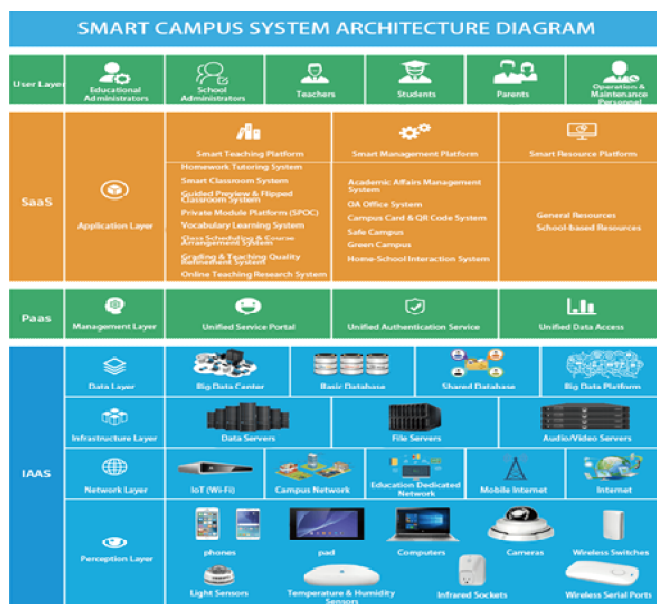 SMART CAMPUS SYSTEM ARCHITECTURE DIAGRAM
User Layer
Educational
Administrators
School
Administrators
Teachers
Students
Parents
Operation &
Maintenance
Personnel
SaaS
Application Layer
Smart Teaching Platform
Homework Tutoring System
Smart Classroom System
Guided Preview & Flipped
Classroom System
Private Module Platform (SPOC)
Vocabulary Learning System
Class Scheduling & Course
Arrangement System
Grading & Teaching Quality
Refinement System
Online Teaching Research System
Smart Management Platform
Academic Affairs Management
System
OA Office System
Campus Card & QR Code System
Safe Campus
Green Campus
Home-School Interaction System
Smart Resource Platform
General Resources
School-based Resources
Paas
Management Layer
Unified Service Portal
Unified Authentication Service
Unified Data Access
IAAS
Data Layer
Big Data Center
Basic Database
Shared Database
Big Data Platform
Infrastructure Layer
Data Servers
File Servers
Audio/Video Servers
Network Layer
IoT (Wi-Fi)
Campus Network
Education Dedicated
Network
Mobile Internet
Internet
Perception Layer
phones
pad
Computers
Cameras
Wireless Switches
Light Sensors
Temperature & Humidity
Sensors
Infrared Sockets
Wireless Serial Ports